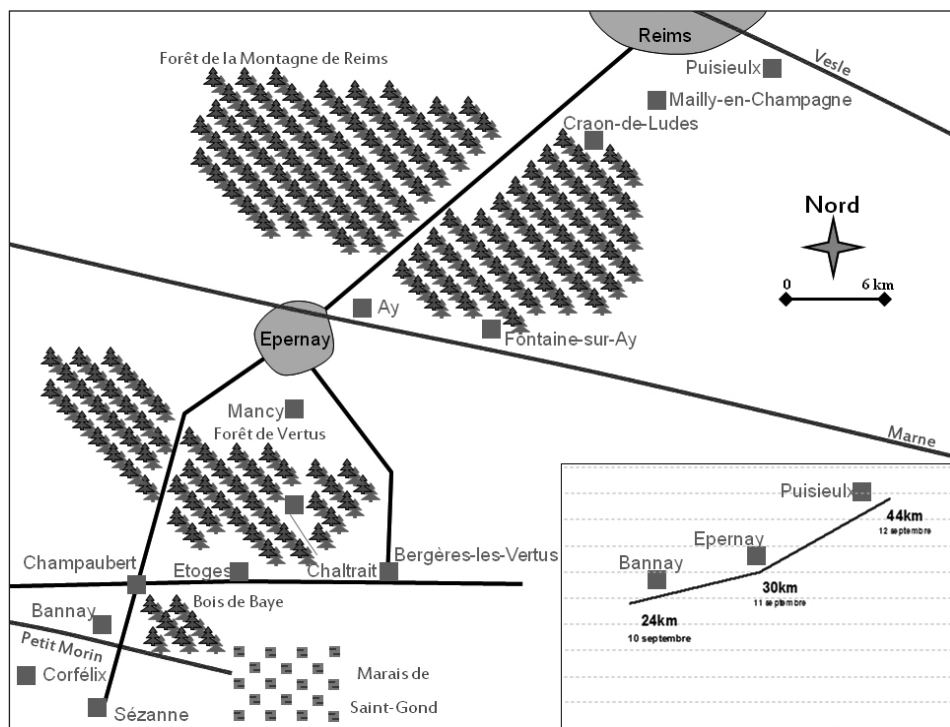 Reims
Forêt de la Montagne de Reims
Vesle
Puisieulx
Mailly-en-Champagne
Craon-de-Ludes
Nord
0 6 km
Ay
Epernay
Fontaine-sur-Ay
Mancy
Forêt de Vertus
Marne
Champaubert
Etoges
Chaltrait
Bergères-les-Vertus
Bois de Baye
Bannay
Petit Morin
Corfélix
Marais de
Saint-Gond
Sézanne
Puisieulx
44km
12 septembre
Epernay
Bannay
30km
11 septembre
24km
10 septembre